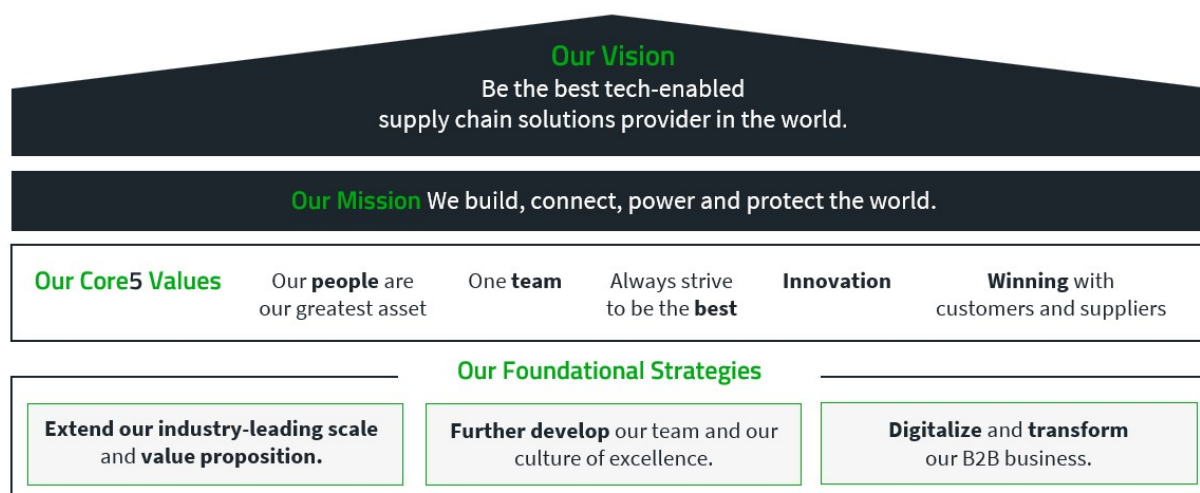 Our Vision
Be the best tech-enabled
supply chain solutions provider in the world.
Our Mission We build, connect, power and protect the world.
Our Core5 Values
Our people are
our greatest asset
One team
Always strive
to be the best
Innovation
Winning with
customers and suppliers
Our Foundational Strategies
Extend our industry-leading scale
and value proposition.
Further develop our team and our
culture of excellence.
Digitalize and transform
our B2B business.